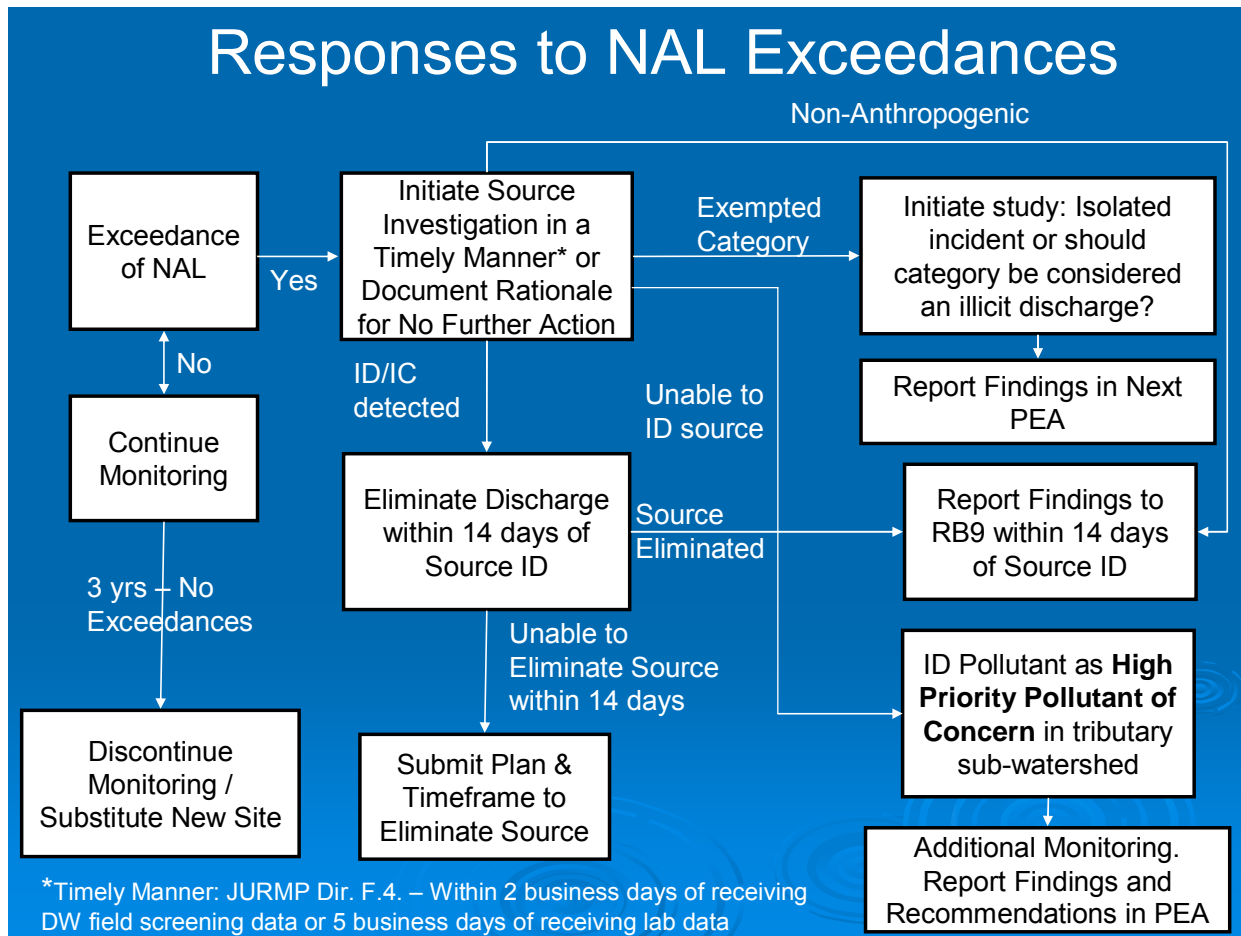 Responses to NAL Exceedances
Non-Anthropogenic
Exceedance
of NAL
Yes
Initiate Source
Investigation in a
Timely Manner* or
Document Rationale
for No Further Action
Exempted
Category
Initiate study: Isolated
incident or should
category be considered
an illicit discharge?
No
ID/IC
detected
Unable to
ID source
Report Findings in Next
PEA
Continue
Monitoring
Eliminate Discharge
within 14 days of
Source ID
Source
Eliminated
Report Findings to
RB9 within 14 days
of Source ID
3 yrs – No
Exceedances
Unable to
Eliminate Source
within 14 days
ID Pollutant as High
Priority Pollutant of
Concern in tributary
sub-watershed
Discontinue
Monitoring /
Substitute New Site
Submit Plan &
Timeframe to
Eliminate Source
Additional Monitoring.
Report Findings and
Recommendations in PEA
*Timely Manner: JURMP Dir. F.4. – Within 2 business days of receiving
DW field screening data or 5 business days of receiving lab data